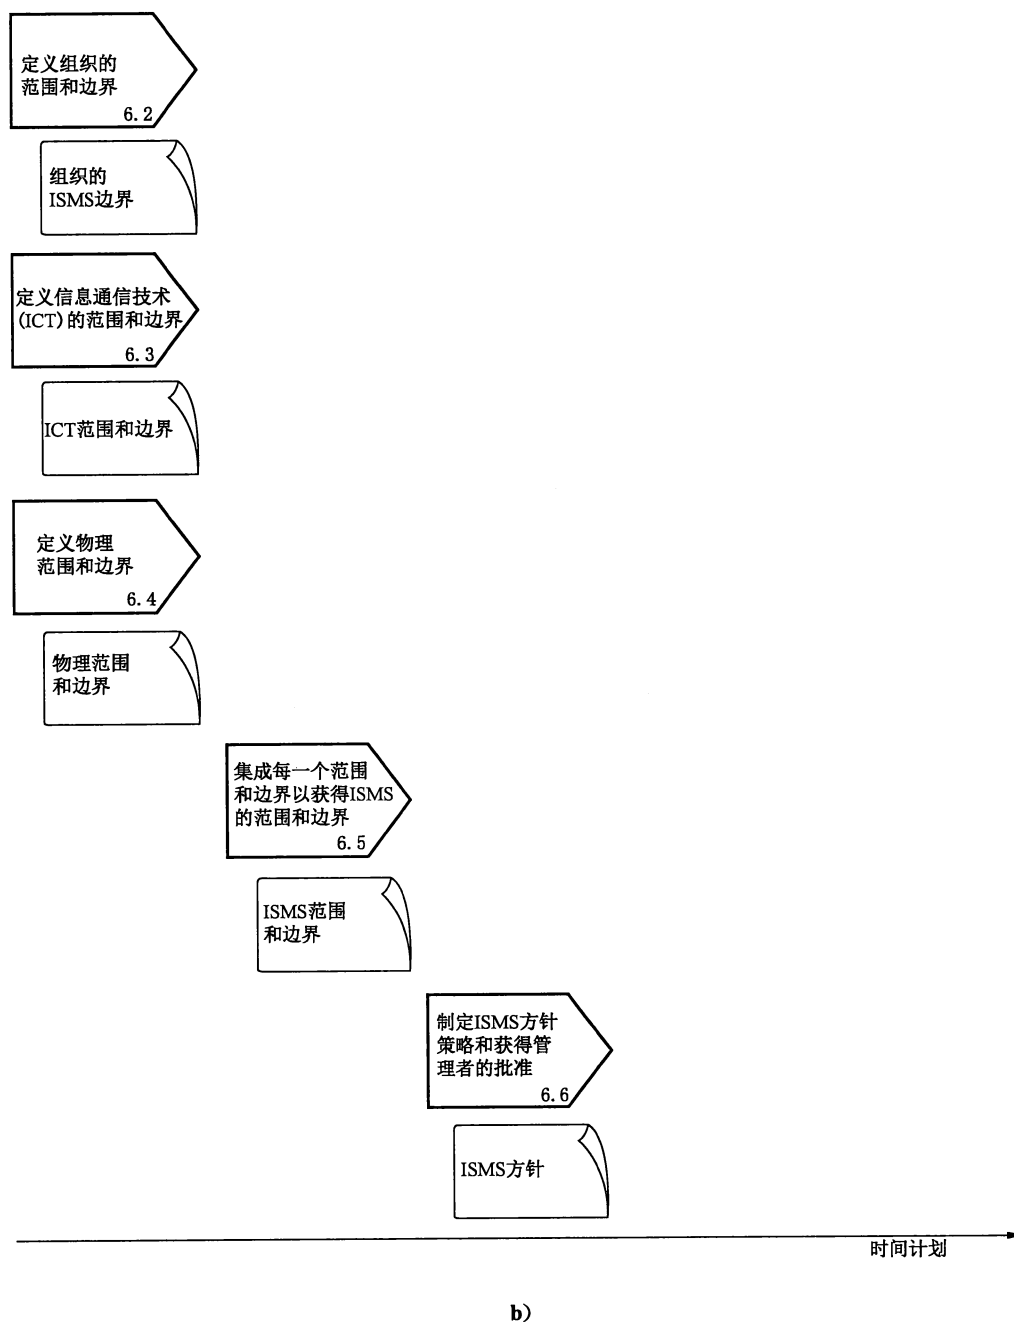 定义组织的
范围和边界
6.2
组织的
ISMS边界
定义信息通信技术
(ICT)的范围和边界
6.3
ICT范围和边界
定义物理
范围和边界
6.4
物理范围
和边界
集成每一个范围
和边界以获得ISMS
的范围和边界
6.5
ISMS范围
和边界
制定ISMS方针
策略和获得管
理者的批准
6.6
ISMS方针
时间计划
b)